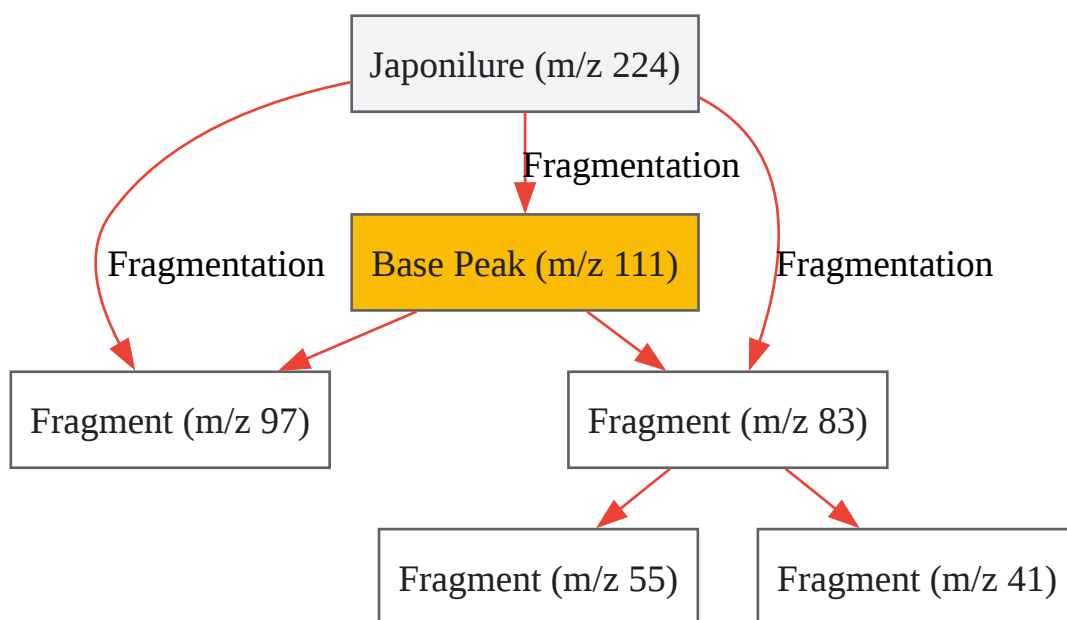 Japonilure (m/z 224)
Fragmentation
Base Peak (m/z 111)
Fragmentation
Fragmentation
Fragment (m/z 97)
Fragment (m/z 83)
Fragment (m/z 55)
Fragment (m/z 41)